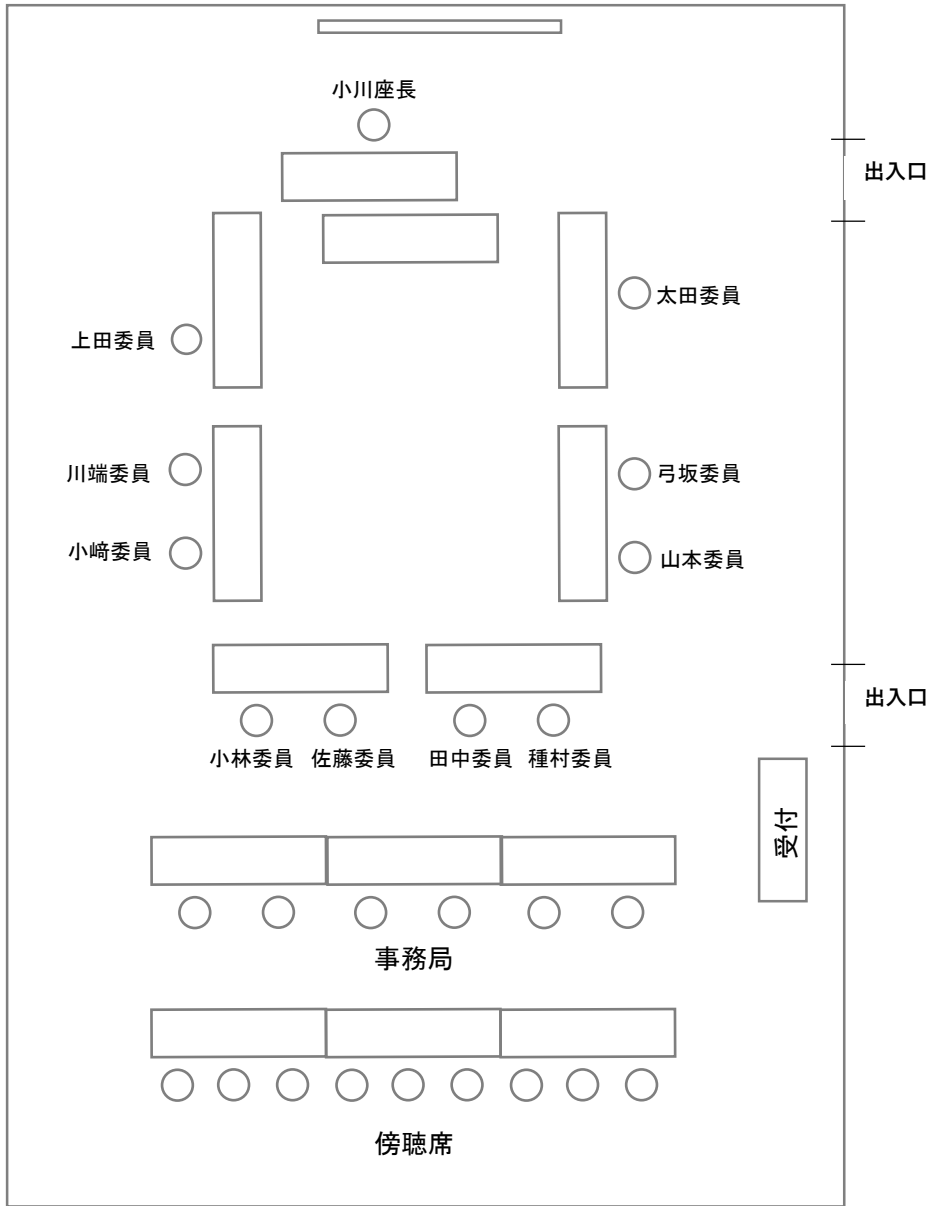 小川座長
出入口
太田委員
上田委員
川端委員
弓坂委員
小﨑委員
山本委員
出入口
小林委員 佐藤委員 田中委員 種村委員
受付
事務局
傍聴席